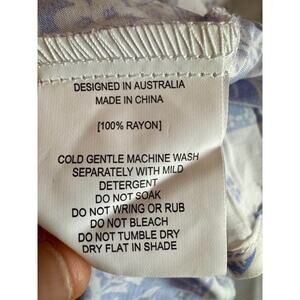 DESIGNED IN AUSTRALIA
MADE IN CHINA
[100% RAYON]
COLD GENTLE MACHINE WASH
SEPARATELY WITH MILD
DETERGENT
DO NOT SOAK
DO NOT WRING OR RUB
DO NOT BLEACH
DO NOT TUMBLE DRY
DRY FLAT IN SHADE